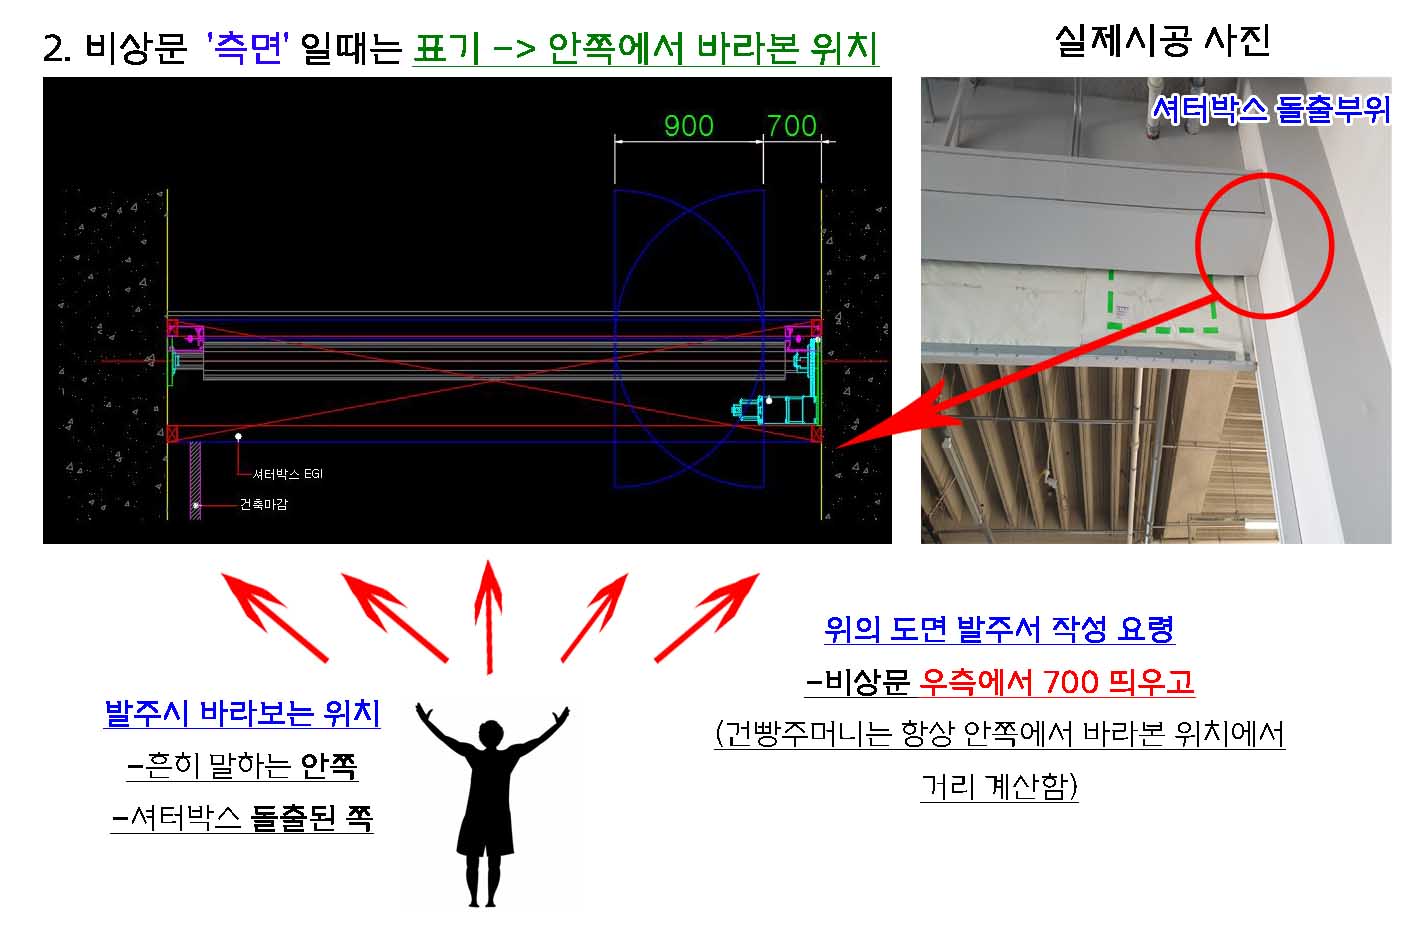 2. 비상문 '측면' 일때는 표기 -> 안쪽에서 바라본 위치
실제시공 사진
셔터박스 돌출부위
900
700
셔터박스 EGI
건축마감
발주시 바라보는 위치
-흔히 말하는 안쪽
-셔터박스 돌출된 쪽
위의 도면 발주서 작성 요령
-비상문 우측에서 700 띄우고
(건빵주머니는 항상 안쪽에서 바라본 위치에서
거리 계산함)